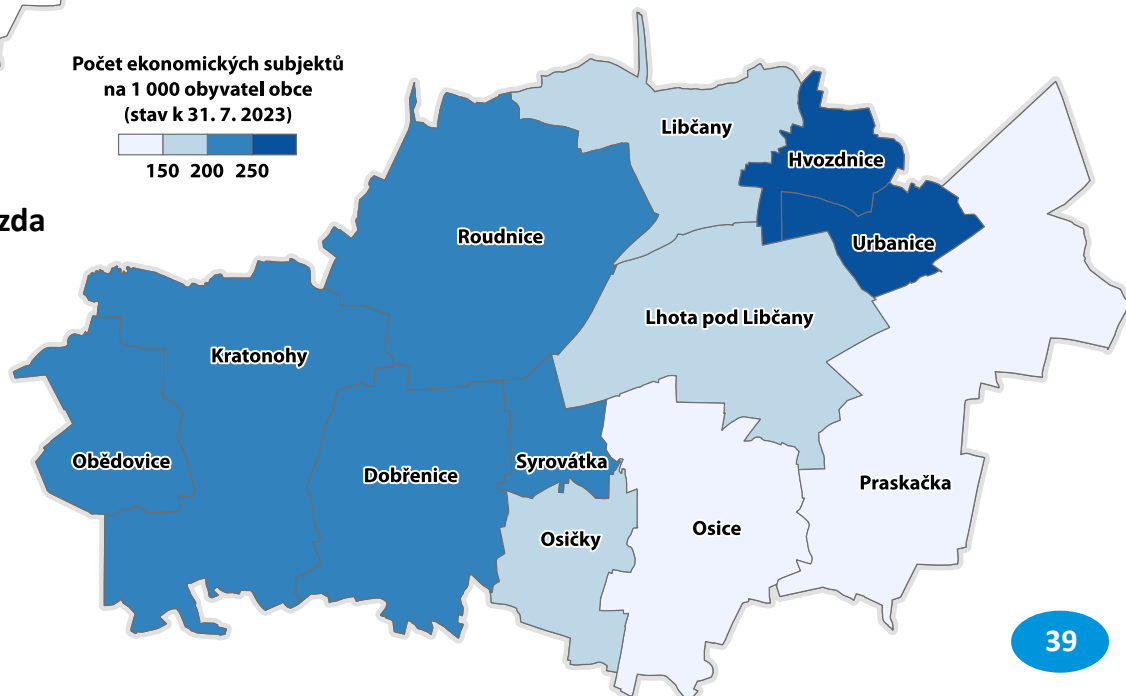 Počet ekonomických subjektů
na 1 000 obyvatel obce
(stav k 31. 7. 2023)
150 200 250
zda
Libčany
Hvozdnice
Roudnice
Urbanice
Lhota pod Libčany
Kratonohy
Obědovice
Dobřenice
Syrovátka
Praskačka
Osice
Osičky
39